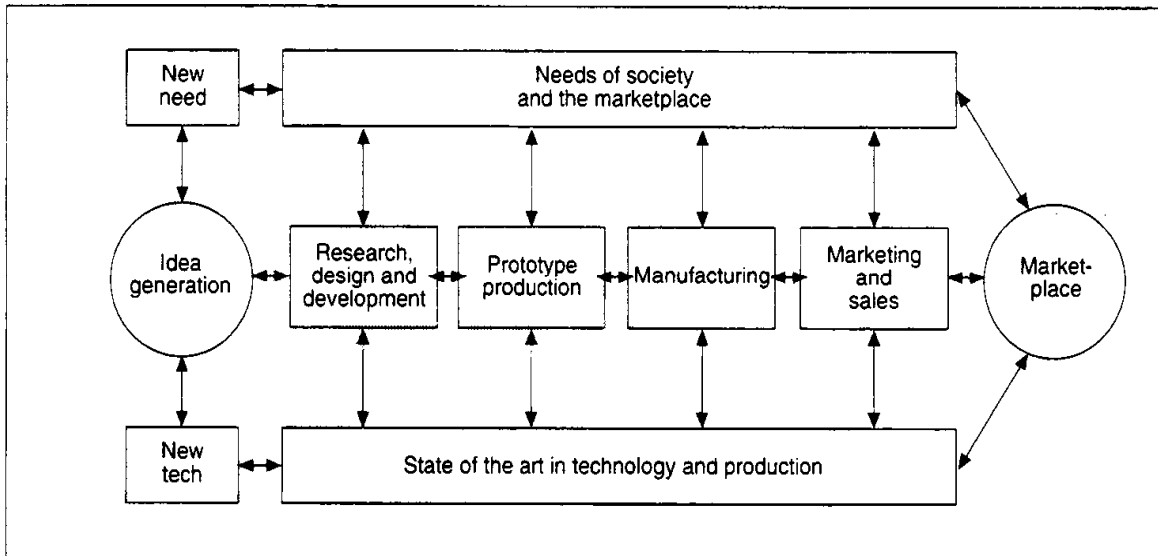 New
need
Needs of society
and the marketplace
Idea
generation
Research,
design and
development
Prototype
production
Manufacturing
Marketing
and
sales
Market-
place
New
tech
State of the art in technology and production